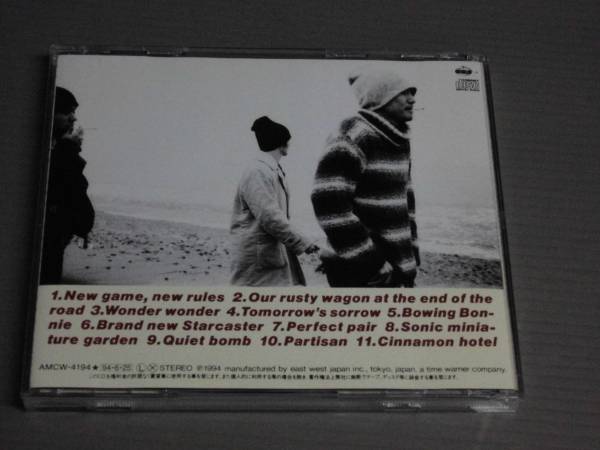 1.New game, new rules 2.Our rusty wagon at the end of the
road 3.Wonder wonder 4.Tomorrow's sorrow 5.Bowing Bon-
nie 6.Brand new Starcaster 7.Perfect pair 8.Sonic minia-
ture garden 9.Quiet bomb 10.Partisan 11.Cinnamon hotel
AMCW-4194★ 94·6·25 Ⓛ Ⓧ STEREO ℗1994 manufactured by east west japan inc., tokyo, japan. a time warner company.